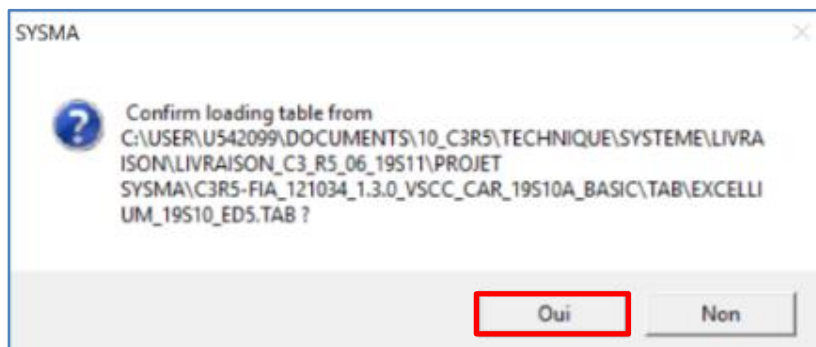 SYSMA
Confirm loading table from
C:\USER\U542099\DOCUMENTS\10_C3R5\TECHNIQUE\SYSTEME\LIVRA
ISON\LIVRAISON_C3_R5_06_19S11\PROJET
SYSMA\C3R5-FIA_121034_1.3.0_VSCC_CAR_19S10A_BASIC\TAB\EXCELLI
UM_19S10_ED5.TAB ?
Oui
Non